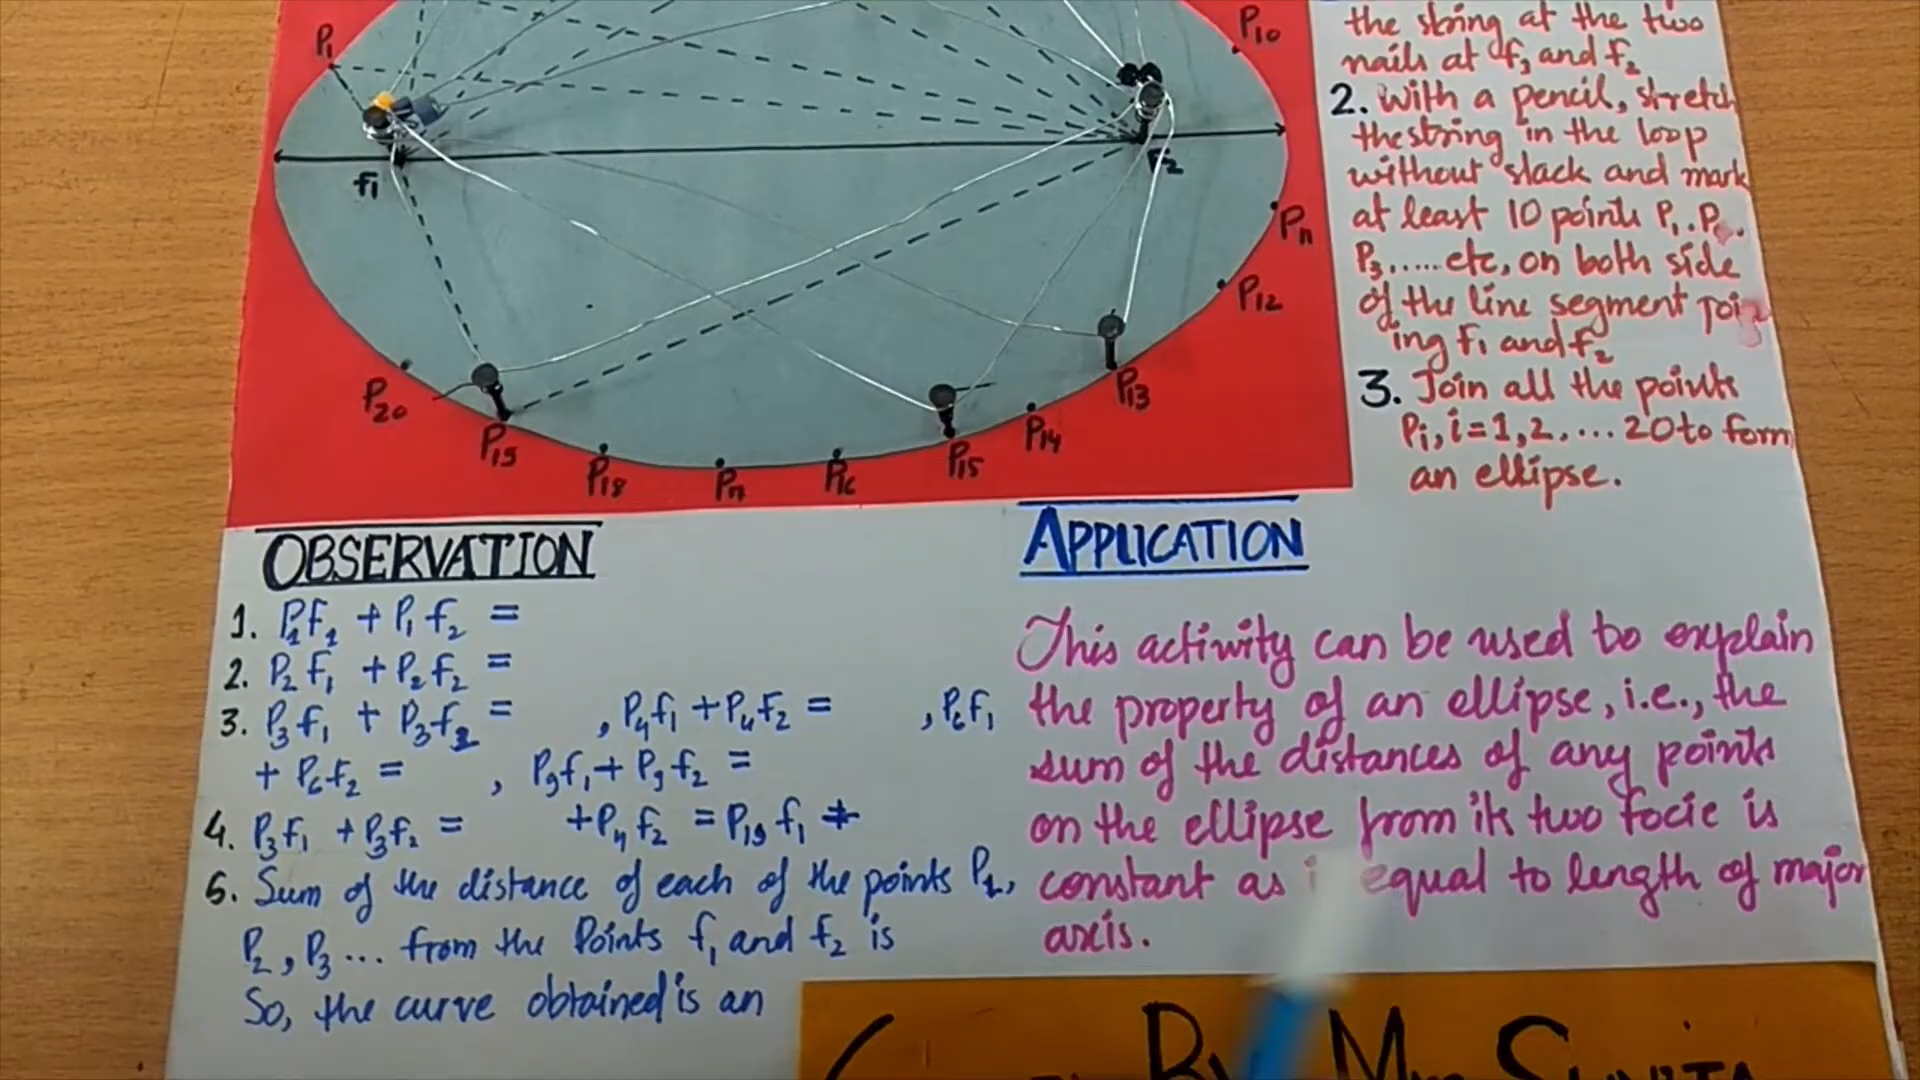 P1
P10
F1
F2
P11
P12
P20
P13
P19
P18
P17
P16
P15
P14
the string at the two
nails at F1 and F2
2. With a pencil, stretch
the string in the loop
without slack and mark
at least 10 points P1. P
P3.....etc, on both side
of the line segment Join
ing F1 and F2
3. Join all the points
Pi, i=1,2, ... 20 to form
an ellipse.
OBSERVATION
1. P1F1 + P1F2 =
2. P2F1 + P2F2 =
3. P3F1 + P3F2 = , P4F1 + P4F2 = , P6F1
+ P6F2 = , P9F1 + P9F2 =
4. P3F1 + P3F2 = + P4F2 = P19F1 +
5. Sum of the distance of each of the points P1,
P2, P3... from the Points F1 and F2 is
So, the curve obtained is an
APPLICATION
This activity can be used to explain
the property of an ellipse, i.e., the
sum of the distances of any points
on the ellipse from its two focie is
constant as equal to length of major
axis.
By Mrs